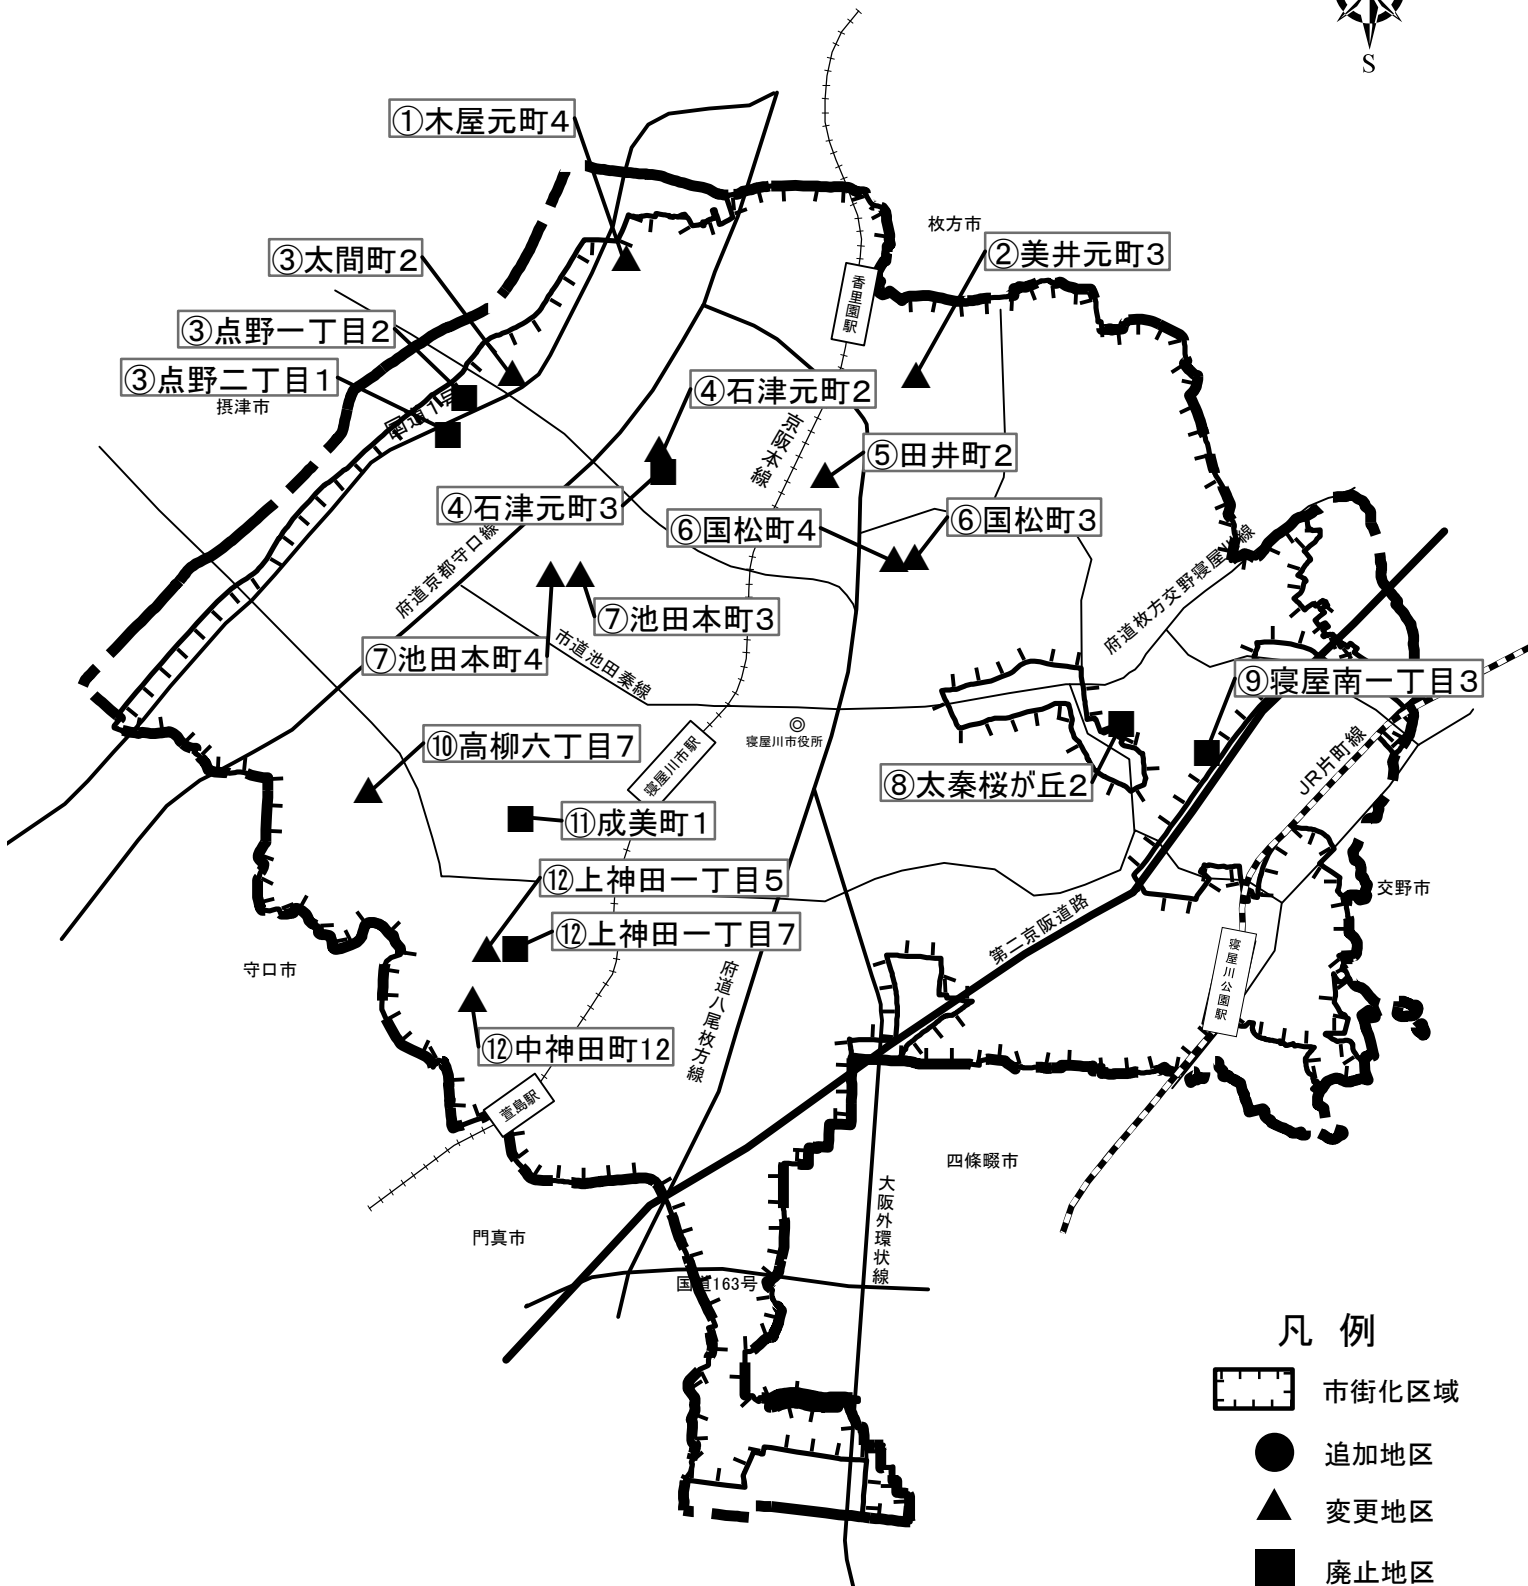 S
①木屋元町4
枚方市
②美井元町3
③太間町2
香里園駅
③点野一丁目2
③点野二丁目1
摂津市
国道1号
④石津元町2
京阪本線
⑤田井町2
④石津元町3
⑥国松町4
⑥国松町3
府道京都守口線
府道枚方交野寝屋川線
⑦池田本町3
⑦池田本町4
市道池田秦線
⑨寝屋南一丁目3
寝屋川市役所
⑩高柳六丁目7
寝屋川市駅
JR片町線
⑧太秦桜が丘2
⑪成美町1
⑫上神田一丁目5
交野市
⑫上神田一丁目7
第二京阪道路
守口市
府道八尾枚方線
寝屋川公園駅
⑫中神田町12
萱島駅
四條畷市
大阪外環状線
門真市
国道163号
凡 例
市街化区域
追加地区
変更地区
廃止地区